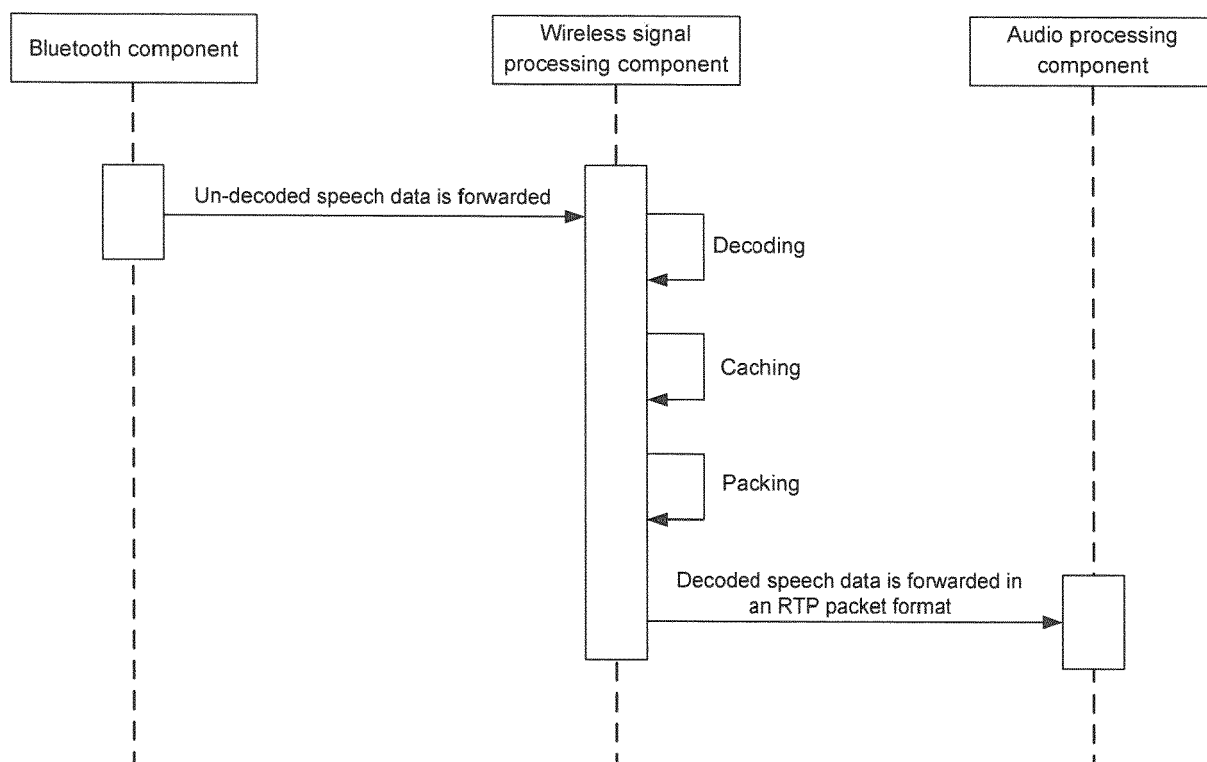 Bluetooth component
Wireless signal
processing component
Audio processing
component
Un-decoded speech data is forwarded
Decoding
Caching
Packing
Decoded speech data is forwarded in
an RTP packet format